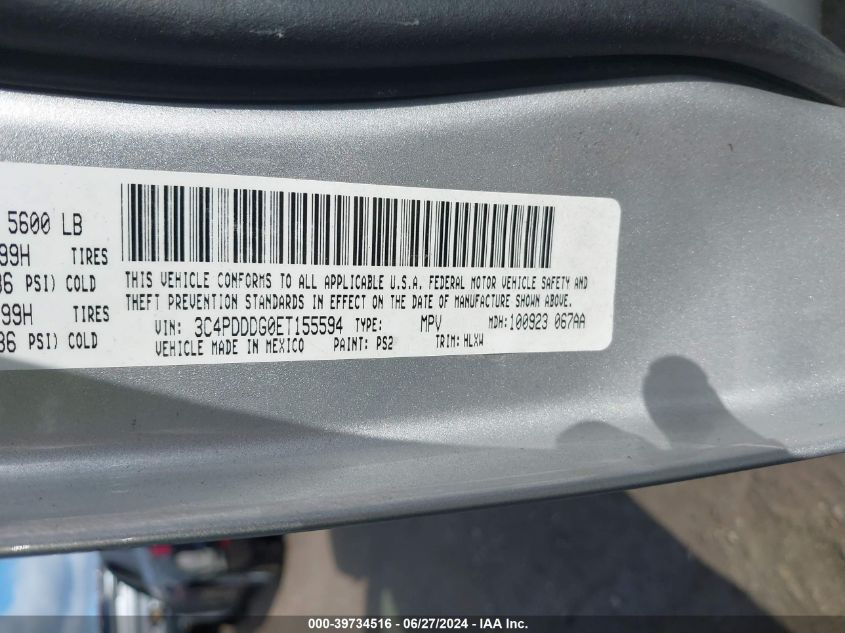 5600 LB
99H TIRES
36 PSI) COLD
99H TIRES
36 PSI) COLD
THIS VEHICLE CONFORMS TO ALL APPLICABLE U.S.A. FEDERAL MOTOR VEHICLE SAFETY AND
THEFT PREVENTION STANDARDS IN EFFECT ON THE DATE OF MANUFACTURE SHOWN ABOVE.
VIN: 3C4PDDDG0ET155594 TYPE: MPV MDH: 100923 067AA
VEHICLE MADE IN MEXICO PAINT: PS2 TRIM: HLXW
000-39734516 - 06/27/2024 - IAA Inc.